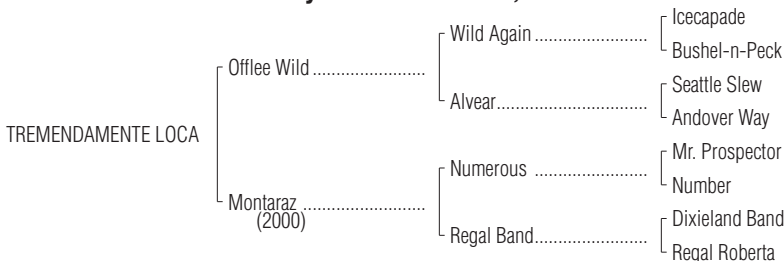 Icecapade
Wild Again
Bushel-n-Peck
Offlee Wild
Seattle Slew
Alvear
Andover Way
TREMENDAMENTE LOCA
Mr. Prospector
Numerous
Number
Montaraz
(2000)
Dixieland Band
Regal Band
Regal Roberta